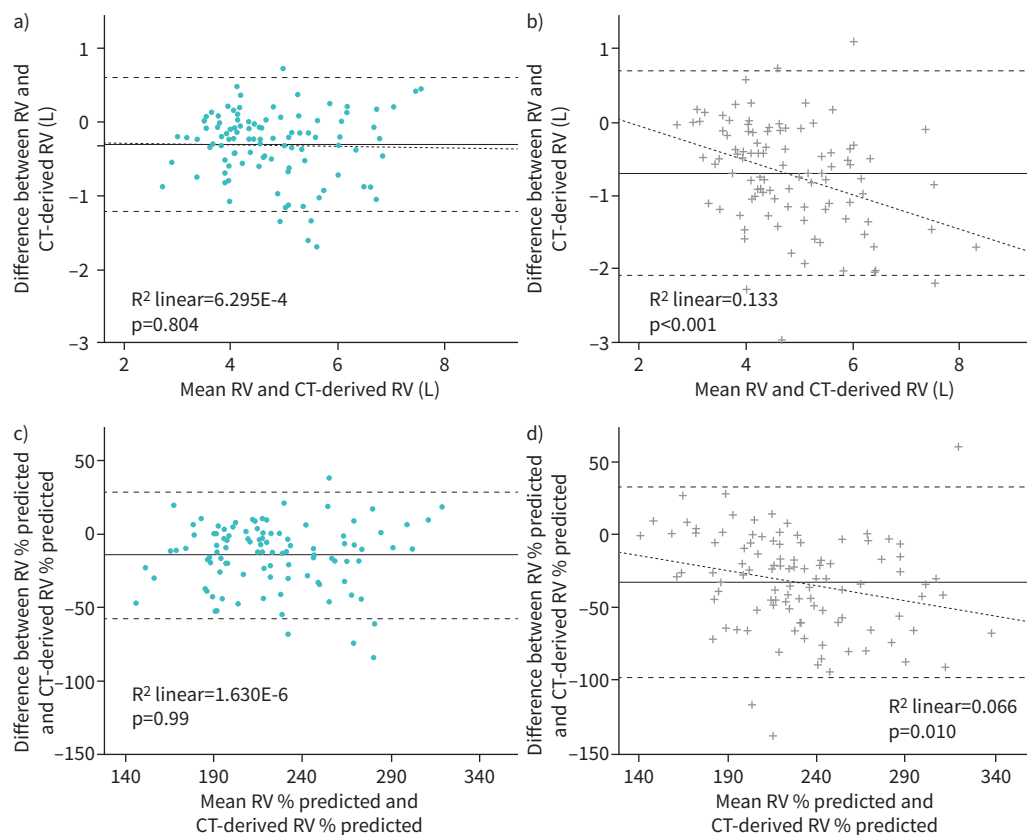 a)
Difference between RV and
CT-derived RV (L)
1
0
–1
–2
–3
R² linear=6.295E-4
p=0.804
2 4 6 8
Mean RV and CT-derived RV (L)
b)
Difference between RV and
CT-derived RV (L)
1
0
–1
–2
–3
R² linear=0.133
p<0.001
2 4 6 8
Mean RV and CT-derived RV (L)
c)
Difference between RV % predicted
and CT-derived RV % predicted
50
0
–50
–100
–150
R² linear=1.630E-6
p=0.99
140 190 240 290 340
Mean RV % predicted and
CT-derived RV % predicted
d)
Difference between RV % predicted
and CT-derived RV % predicted
50
0
–50
–100
–150
R² linear=0.066
p=0.010
140 190 240 290 340
Mean RV % predicted and
CT-derived RV % predicted